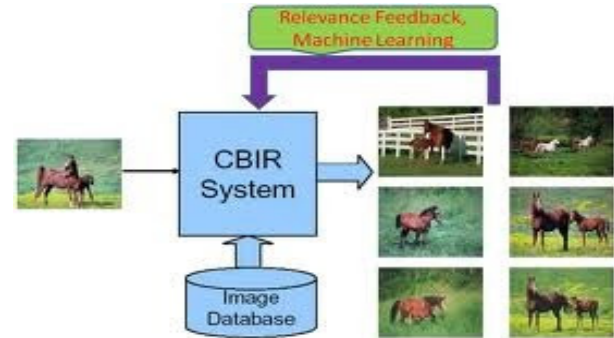 Relevance Feedback,
Machine Learning
CBIR
System
Image
Database